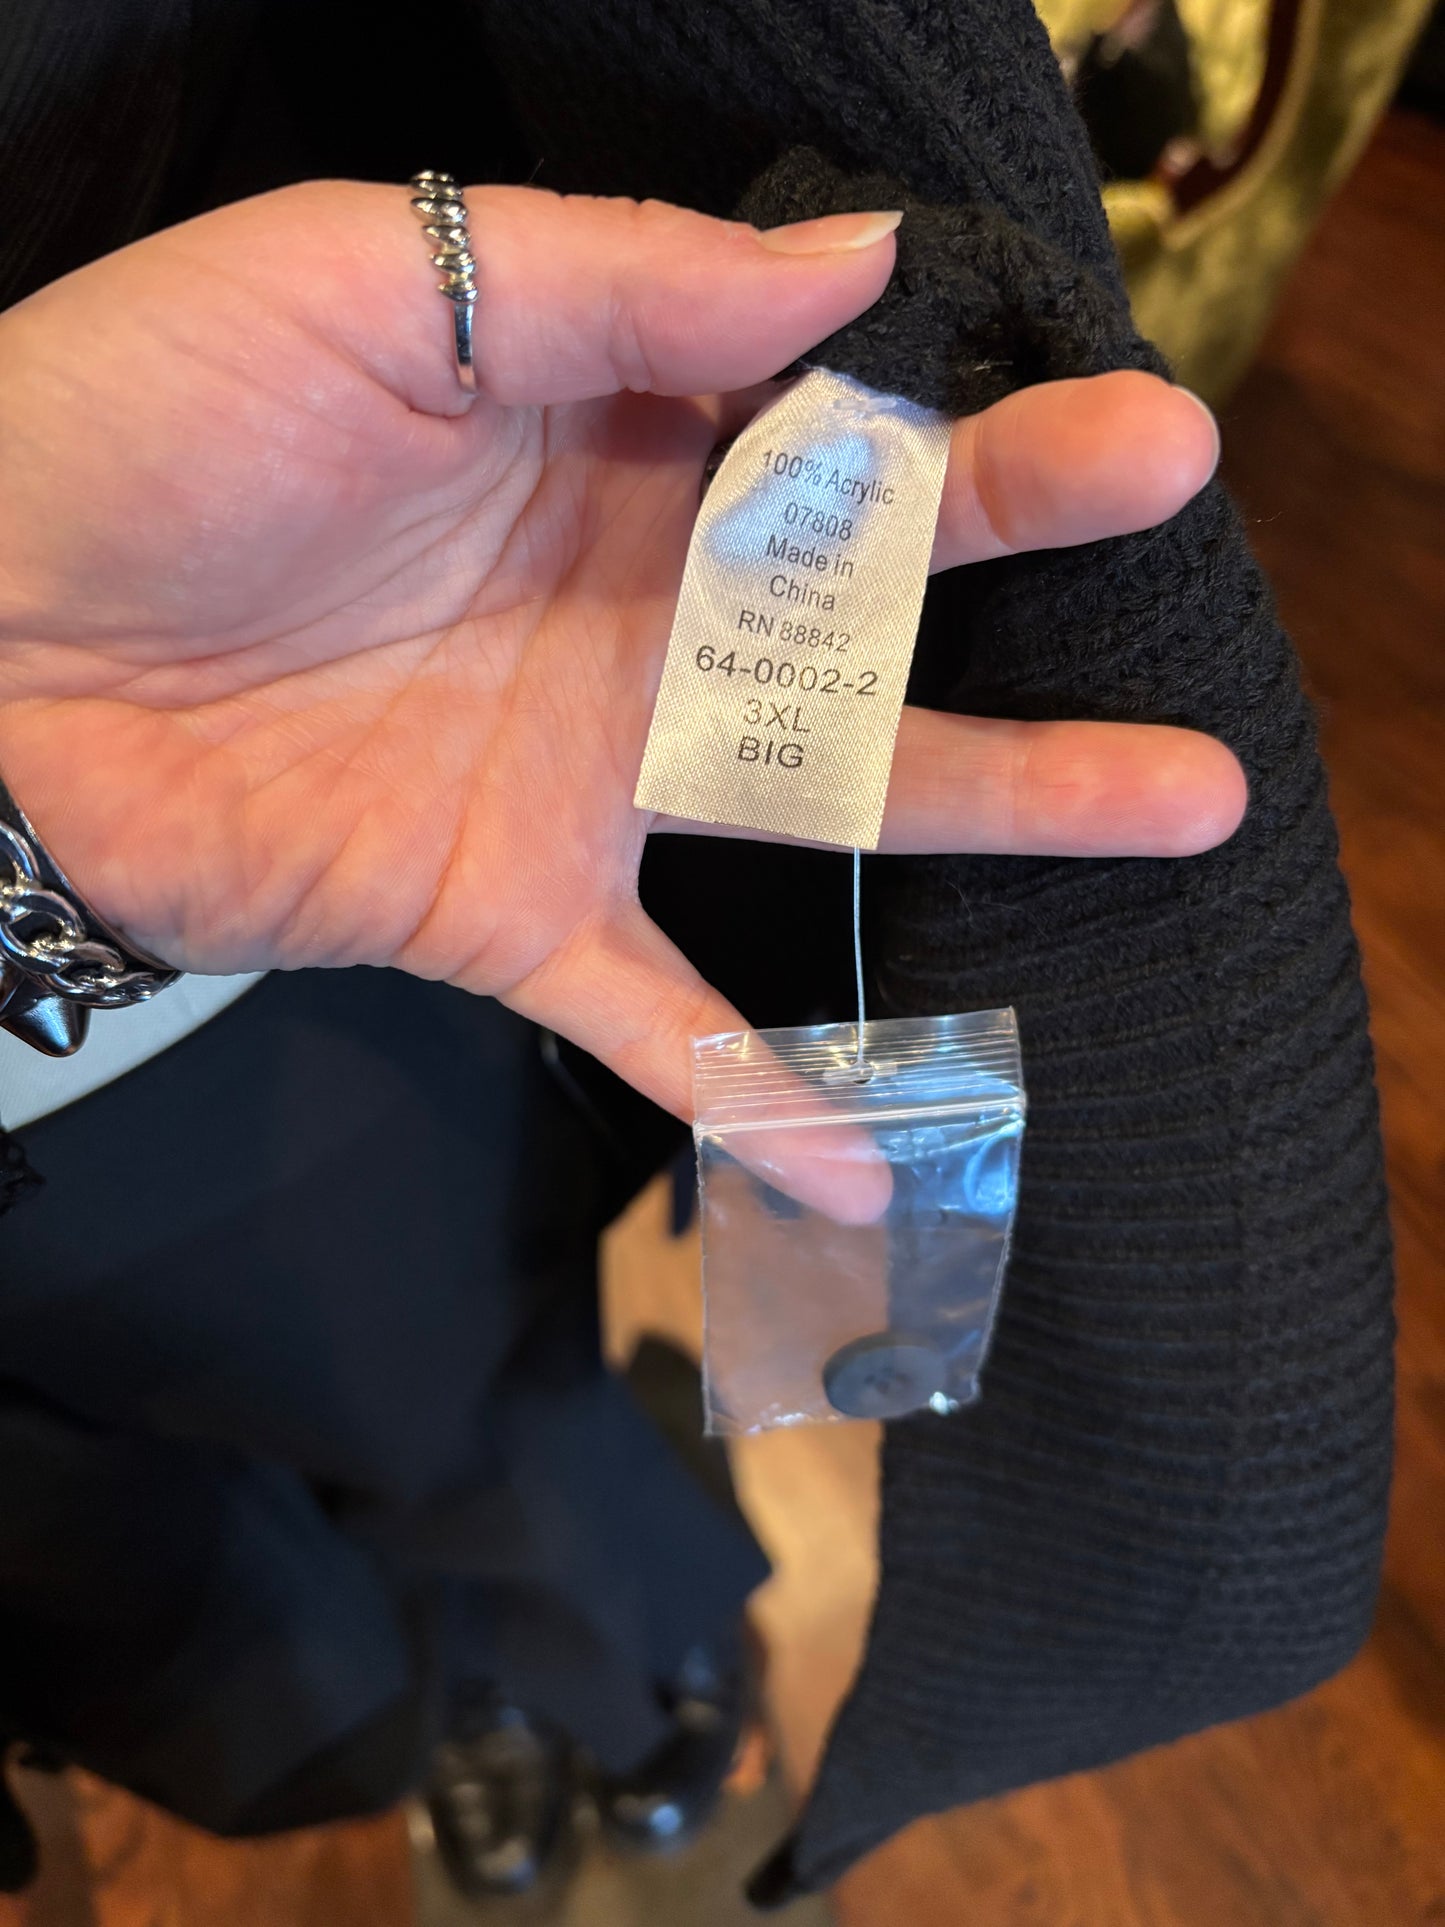 100% Acrylic
07808
Made in
China
RN 88842
64-0002-2
3XL
BIG